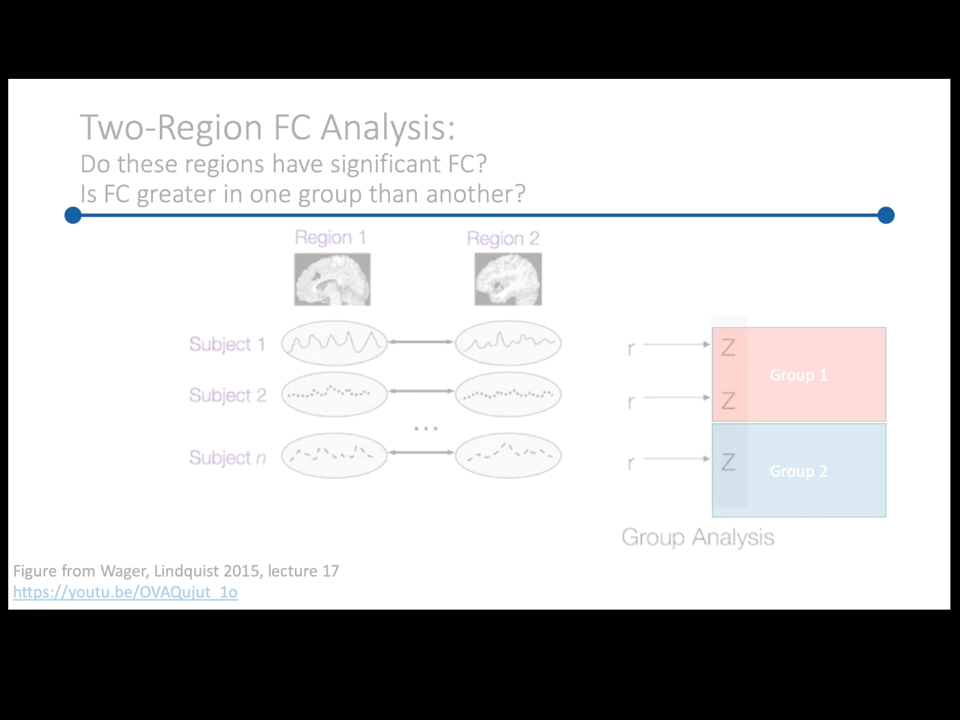 Two-Region FC Analysis:
Do these regions have significant FC?
Is FC greater in one group than another?
Region 1 Region 2
Subject 1
r Z
Group 1
Subject 2
r Z
...
Subject n
r Z
Group 2
Group Analysis
Figure from Wager, Lindquist 2015, lecture 17
https://youtu.be/OVAQujut_1o